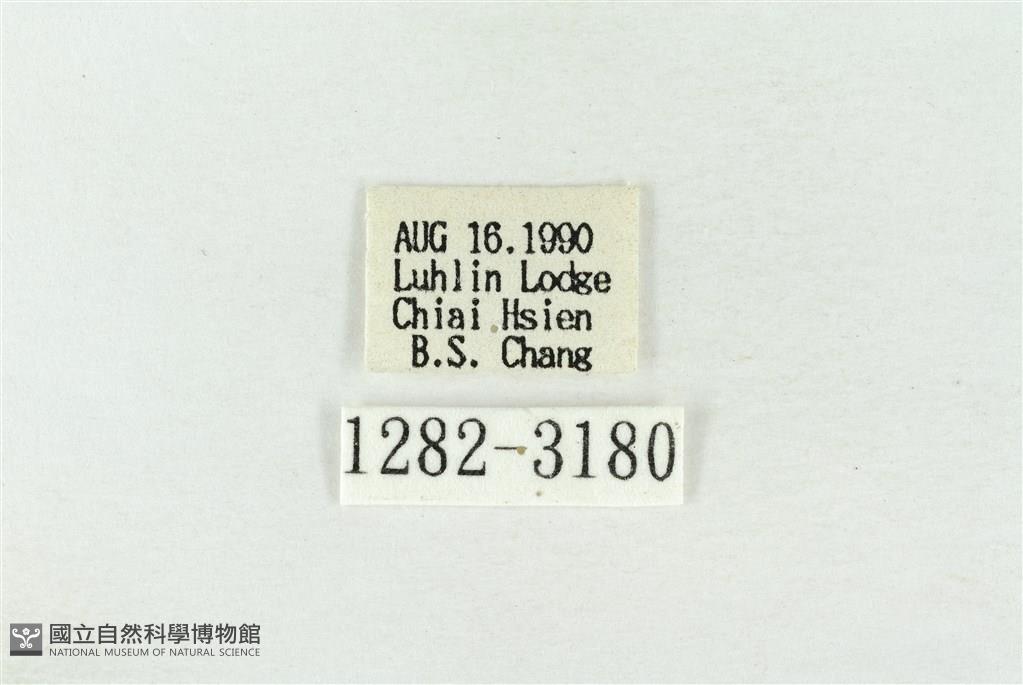 AUG 16.1990
Luhlin Lodge
Chiai Hsien
B.S. Chang
1282-3180
國立自然科學博物館
NATIONAL MUSEUM OF NATURAL SCIENCE